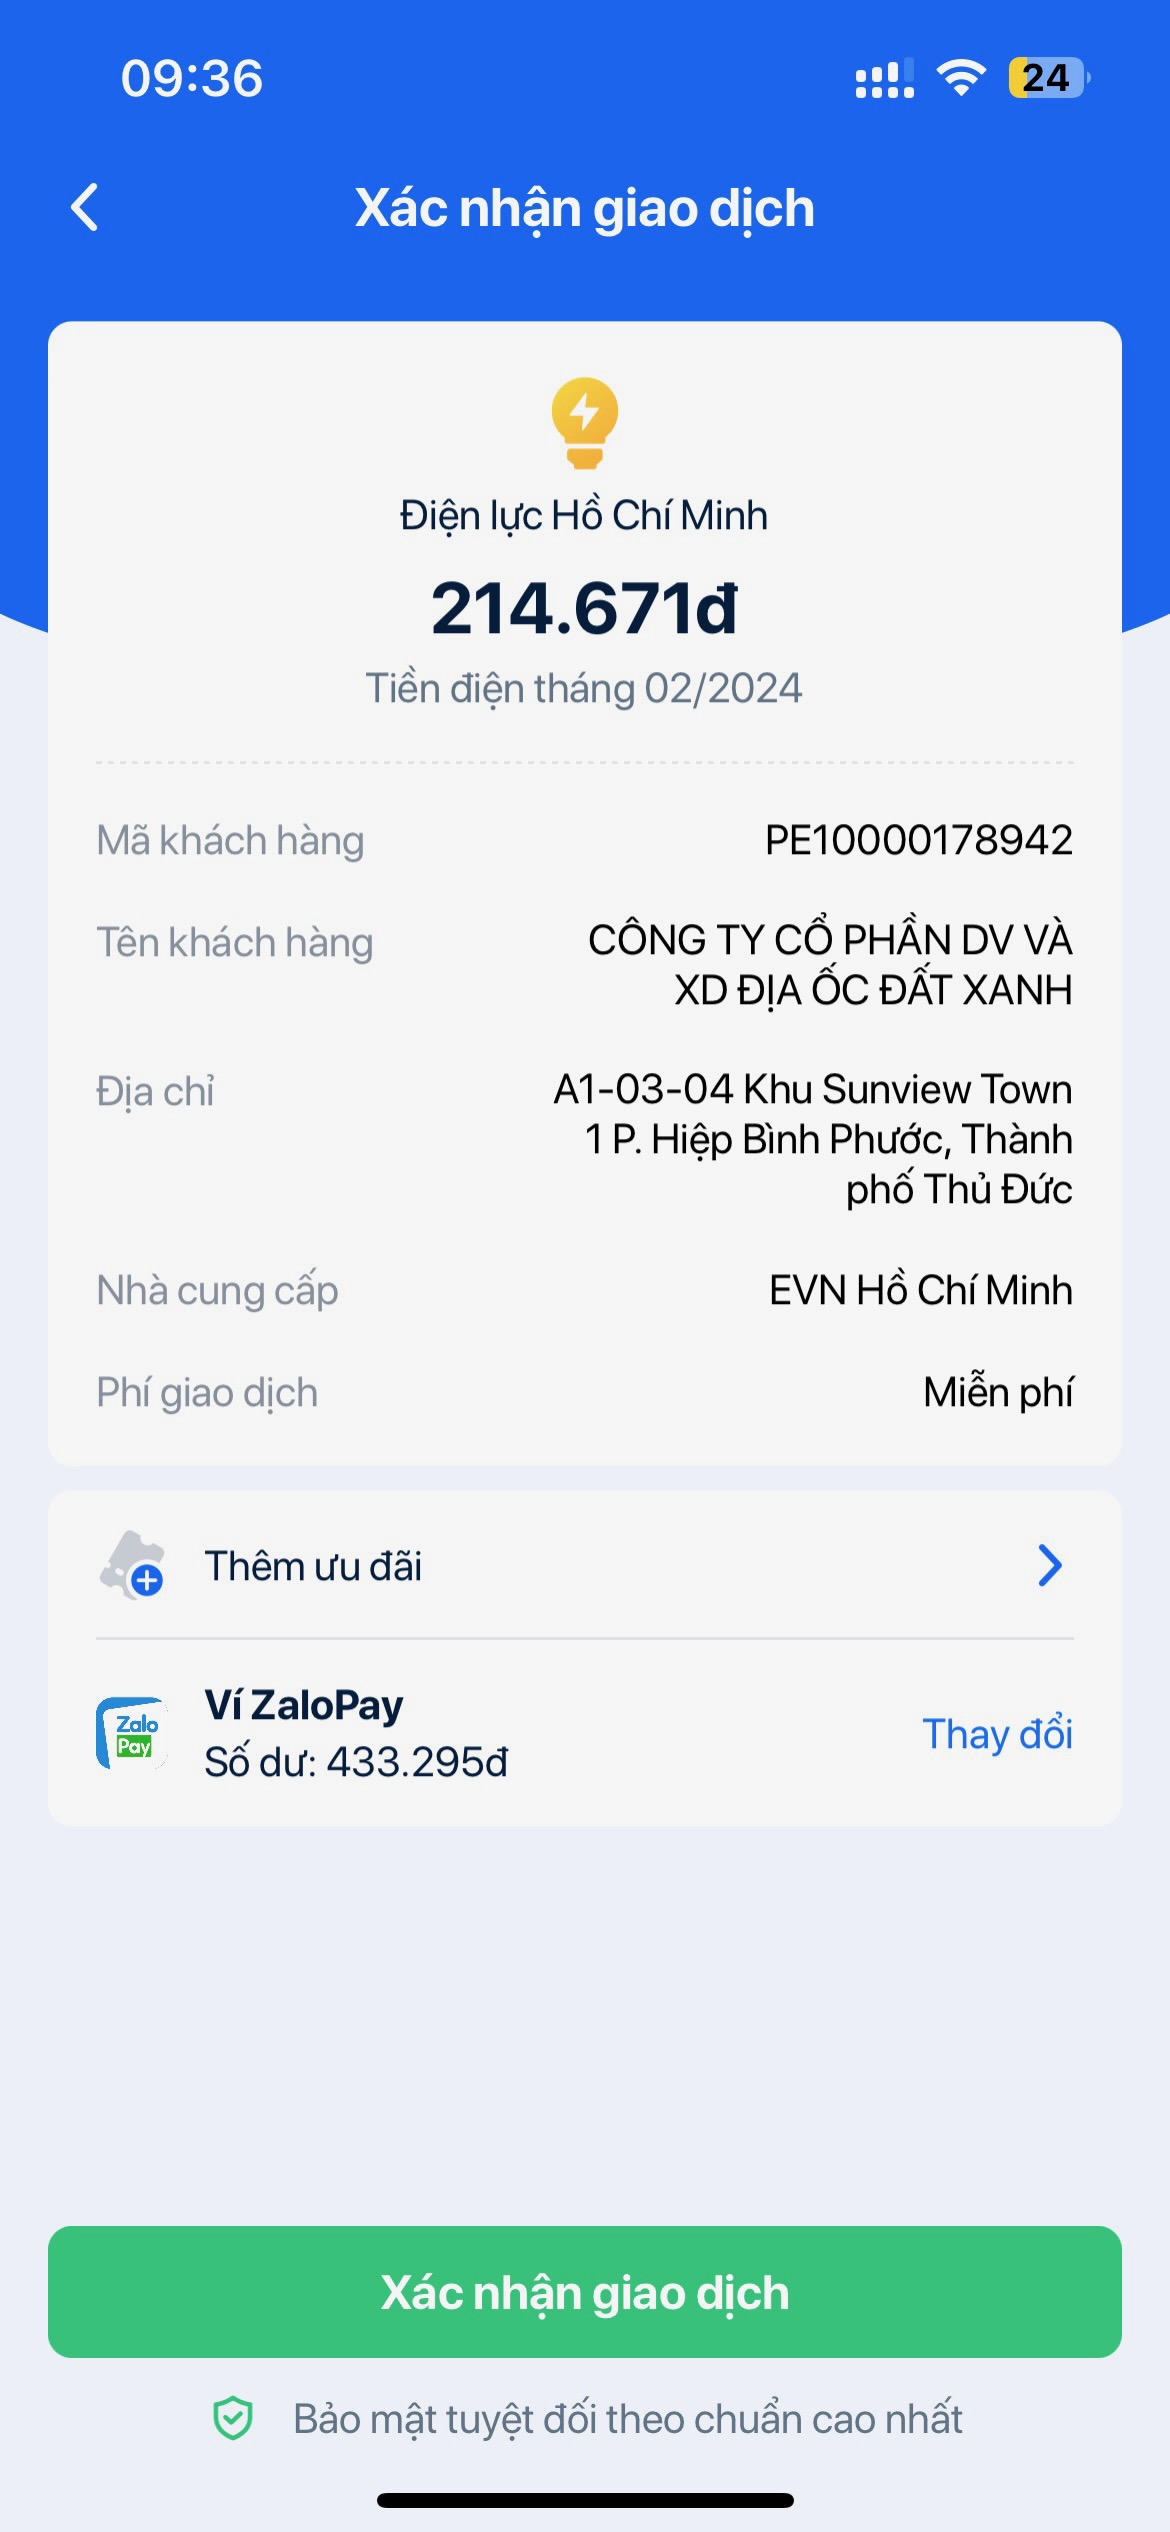 09:36
24
Xác nhận giao dịch
Điện lực Hồ Chí Minh
214.671đ
Tiền điện tháng 02/2024
Mã khách hàng
PE10000178942
Tên khách hàng
CÔNG TY CỔ PHẦN DV VÀ
XD ĐỊA ỐC ĐẤT XANH
Địa chỉ
A1-03-04 Khu Sunview Town
1 P. Hiệp Bình Phước, Thành
phố Thủ Đức
Nhà cung cấp
EVN Hồ Chí Minh
Phí giao dịch
Miễn phí
Thêm ưu đãi
Zalo
Pay
Ví ZaloPay
Số dư: 433.295đ
Thay đổi
Xác nhận giao dịch
Bảo mật tuyệt đối theo chuẩn cao nhất